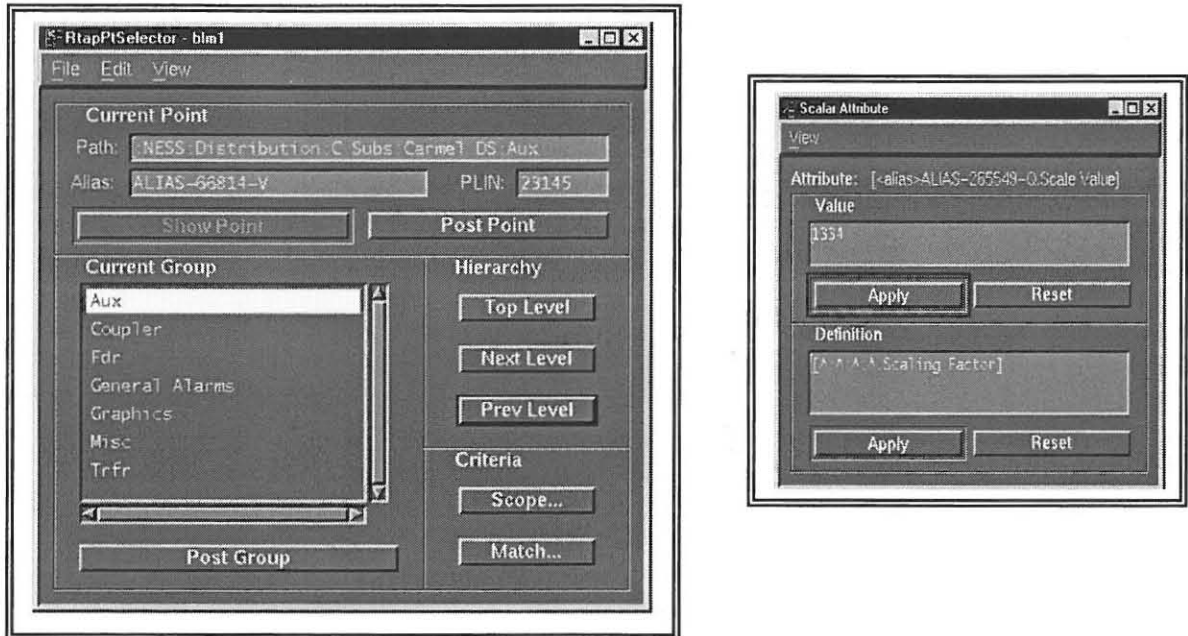 RtapPtSelector - blm1
File Edit View
Current Point
Path: :NESS:Distribution:C Subs:Carmel DS:Aux
Alias: ALIAS-66814-V PLIN: 23145
Show Point Post Point
Current Group
Aux
Coupler
Fdr
General Alarms
Graphics
Misc
Trfr
Post Group
Hierarchy
Top Level
Next Level
Prev Level
Criteria
Scope...
Match...
Scalar Attribute
View
Attribute: [<alias>ALIAS-265549-Q.Scale Value]
Value
1334
Apply Reset
Definition
[^.^.^.^.Scaling Factor]
Apply Reset